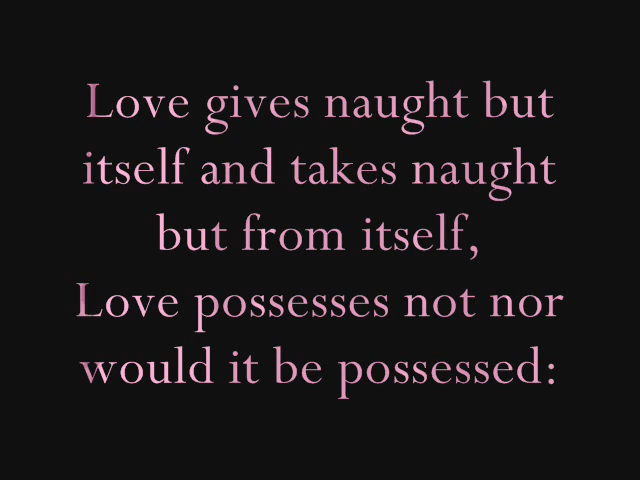 Love gives naught but
itself and takes naught
but from itself,
Love possesses not nor
would it be possessed: